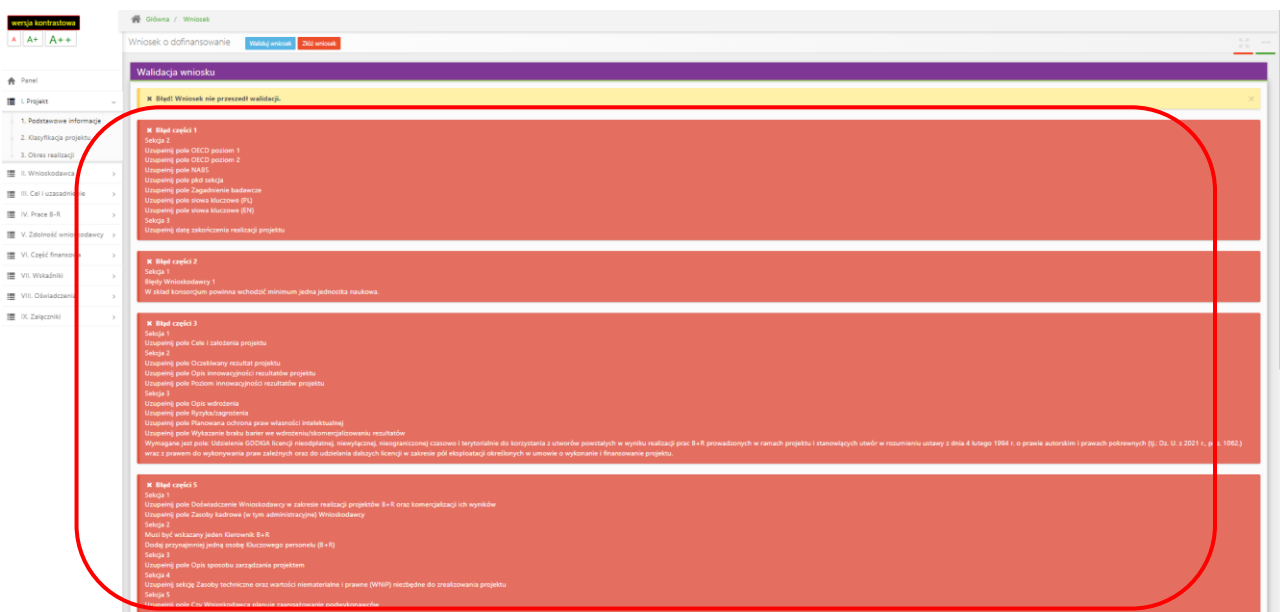 wersja kontrastowa
A A+ A++
Główna / Wniosek
Wniosek o dofinansowanie
Waliduj wniosek
Złóż wniosek
Panel
I. Projekt
1. Podstawowe informacje
2. Klasyfikacja projektu
3. Okres realizacji
II. Wnioskodawca
III. Cel i uzasadnienie
IV. Prace B-R
V. Zdolność wnioskodawcy
VI. Część finansowa
VII. Wskaźniki
VIII. Oświadczenia
IX. Załączniki
Walidacja wniosku
Błąd! Wniosek nie przeszedł walidacji.
Błąd części 1
Sekcja 2
Uzupełnij pole OECD poziom 1
Uzupełnij pole OECD poziom 2
Uzupełnij pole NABS
Uzupełnij pole pkd sekcja
Uzupełnij pole Zagadnienie badawcze
Uzupełnij pole słowa kluczowe (PL)
Uzupełnij pole słowa kluczowe (EN)
Sekcja 3
Uzupełnij datę zakończenia realizacji projektu
Błąd części 2
Sekcja 1
Błędy Wnioskodawcy 1
W skład konsorcjum powinna wchodzić minimum jedna jednostka naukowa.
Błąd części 3
Sekcja 1
Uzupełnij pole Cele i założenia projektu
Sekcja 2
Uzupełnij pole Oczekiwany rezultat projektu
Uzupełnij pole Opis innowacyjności rezultatów projektu
Uzupełnij pole Poziom innowacyjności rezultatów projektu
Sekcja 3
Uzupełnij pole Opis wdrożenia
Uzupełnij pole Ryzyka/zagrożenia
Uzupełnij pole Planowana ochrona praw własności intelektualnej
Uzupełnij pole Wykazanie braku barier we wdrożeniu/skomercjalizowaniu rezultatów
Wymagane jest pole: Udzielenia GDDKiA licencji nieodpłatnej, niewyłącznej, nieograniczonej czasowo i terytorialnie do korzystania z utworów powstałych w wyniku realizacji prac B+R prowadzonych w ramach projektu i stanowiących utwór w rozumieniu ustawy z dnia 4 lutego 1994 r. o prawie autorskim i prawach pokrewnych (tj.: Dz. U. z 2021 r., poz. 1062.)
wraz z prawem do wykonywania praw zależnych oraz do udzielania dalszych licencji w zakresie pól eksploatacji określonych w umowie o wykonanie i finansowanie projektu.
Błąd części 5
Sekcja 1
Uzupełnij pole Doświadczenie Wnioskodawcy w zakresie realizacji projektów B+R oraz komercjalizacji ich wyników
Uzupełnij pole Zasoby kadrowe (w tym administracyjne) Wnioskodawcy
Sekcja 2
Musi być wskazany jeden Kierownik B+R
Dodaj przynajmniej jedną osobę Kluczowego personelu (B+R)
Sekcja 3
Uzupełnij pole Opis sposobu zarządzania projektem
Sekcja 4
Uzupełnij sekcję Zasoby techniczne oraz wartości niematerialne i prawne (WNiP) niezbędne do zrealizowania projektu
Sekcja 5
Uzupełnij pole Czy Wnioskodawca planuje zaangażowanie podwykonawców